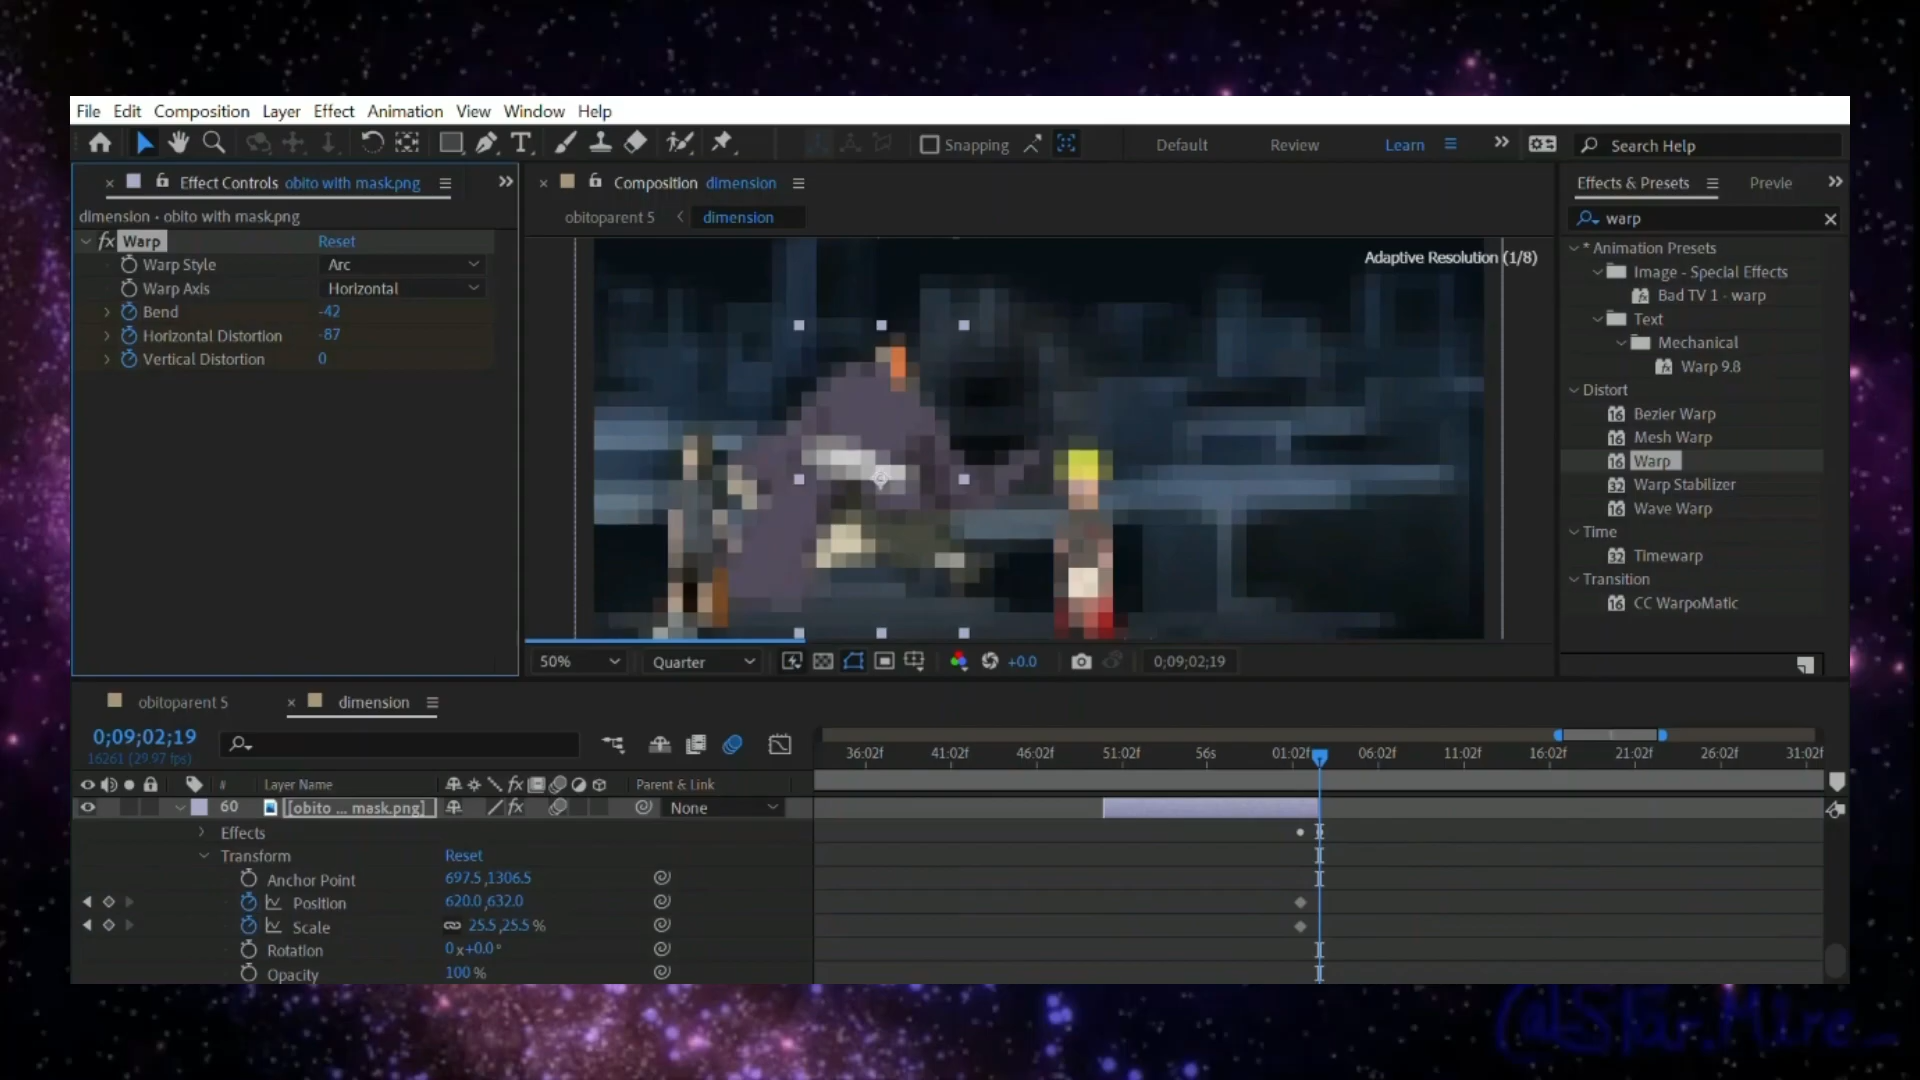 File Edit Composition Layer Effect Animation View Window Help
Snapping Default Review Learn Search Help
Effect Controls obito with mask.png
Composition dimension
Effects & Presets Previe
dimension • obito with mask.png
obitoparent 5 dimension
warp
fx Warp Reset
Warp Style Arc
Warp Axis Horizontal
Bend -42
Horizontal Distortion -87
Vertical Distortion 0
Adaptive Resolution (1/8)
* Animation Presets
Image - Special Effects
Bad TV 1 - warp
Text
Mechanical
Warp 9.8
Distort
Bezier Warp
Mesh Warp
Warp
Warp Stabilizer
Wave Warp
Time
Timewarp
Transition
CC WarpoMatic
50% Quarter +0.0 0;09;02;19
obitoparent 5 dimension
0;09;02;19
16261 (29.97 fps)
36:02f 41:02f 46:02f 51:02f 56s 01:02f 06:02f 11:02f 16:02f 21:02f 26:02f 31:02f
# Layer Name fx Parent & Link
60 [obito ... mask.png] fx None
Effects
Transform Reset
Anchor Point 697.5,1306.5
Position 620.0,632.0
Scale 25.5,25.5 %
Rotation 0x+0.0°
Opacity 100 %